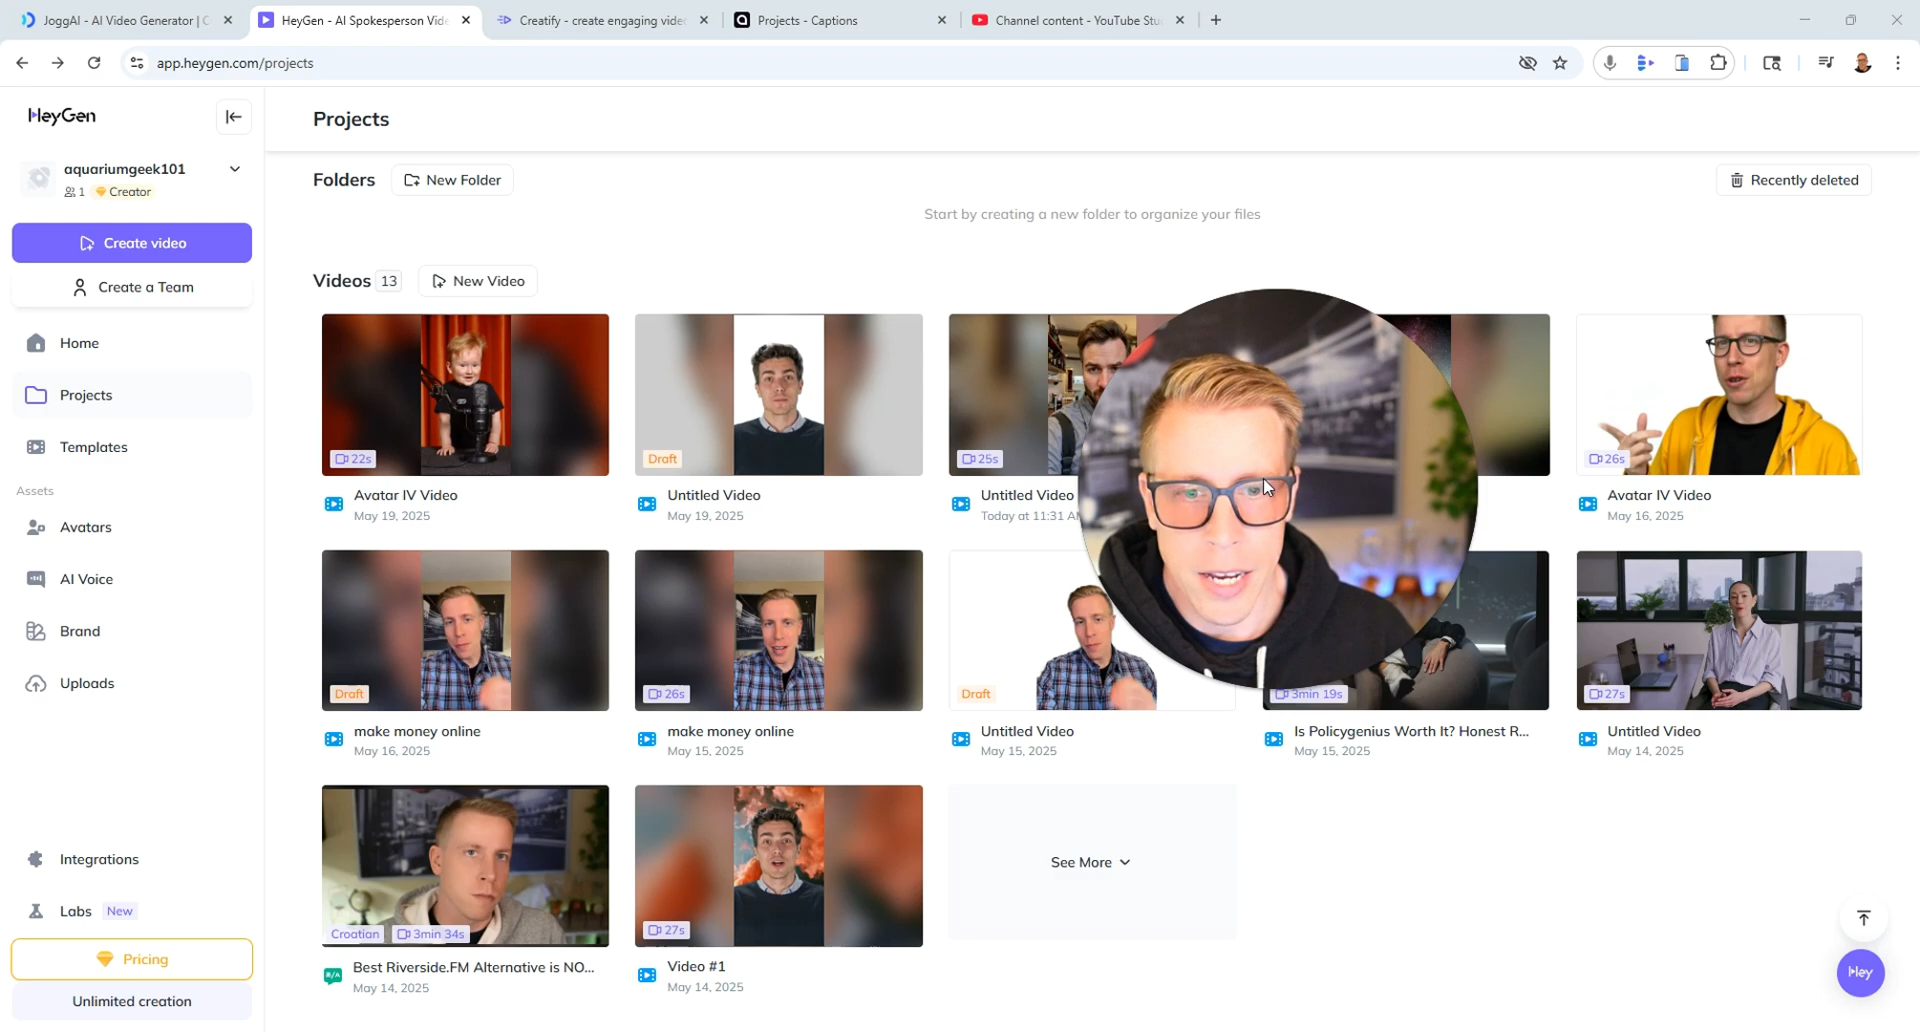 JoggAI - AI Video Generator | C
HeyGen - AI Spokesperson Vide
Creatify - create engaging vide
Projects - Captions
Channel content - YouTube Stu
app.heygen.com/projects
HeyGen
Projects
aquariumgeek101
1 Creator
Folders
New Folder
Recently deleted
Start by creating a new folder to organize your files
Create video
Create a Team
Videos 13
New Video
Home
Projects
Templates
Assets
Avatars
AI Voice
Brand
Uploads
Integrations
Labs New
Pricing
Unlimited creation
22s
Draft
25s
26s
Avatar IV Video
May 19, 2025
Untitled Video
May 19, 2025
Untitled Video
Today at 11:31 A
Avatar IV Video
May 16, 2025
Draft
26s
Draft
3min 19s
27s
make money online
May 16, 2025
make money online
May 15, 2025
Untitled Video
May 15, 2025
Is Policygenius Worth It? Honest R...
May 15, 2025
Untitled Video
May 14, 2025
Croatian 3min 34s
27s
See More
Best Riverside.FM Alternative is NO...
May 14, 2025
Video #1
May 14, 2025
Hey